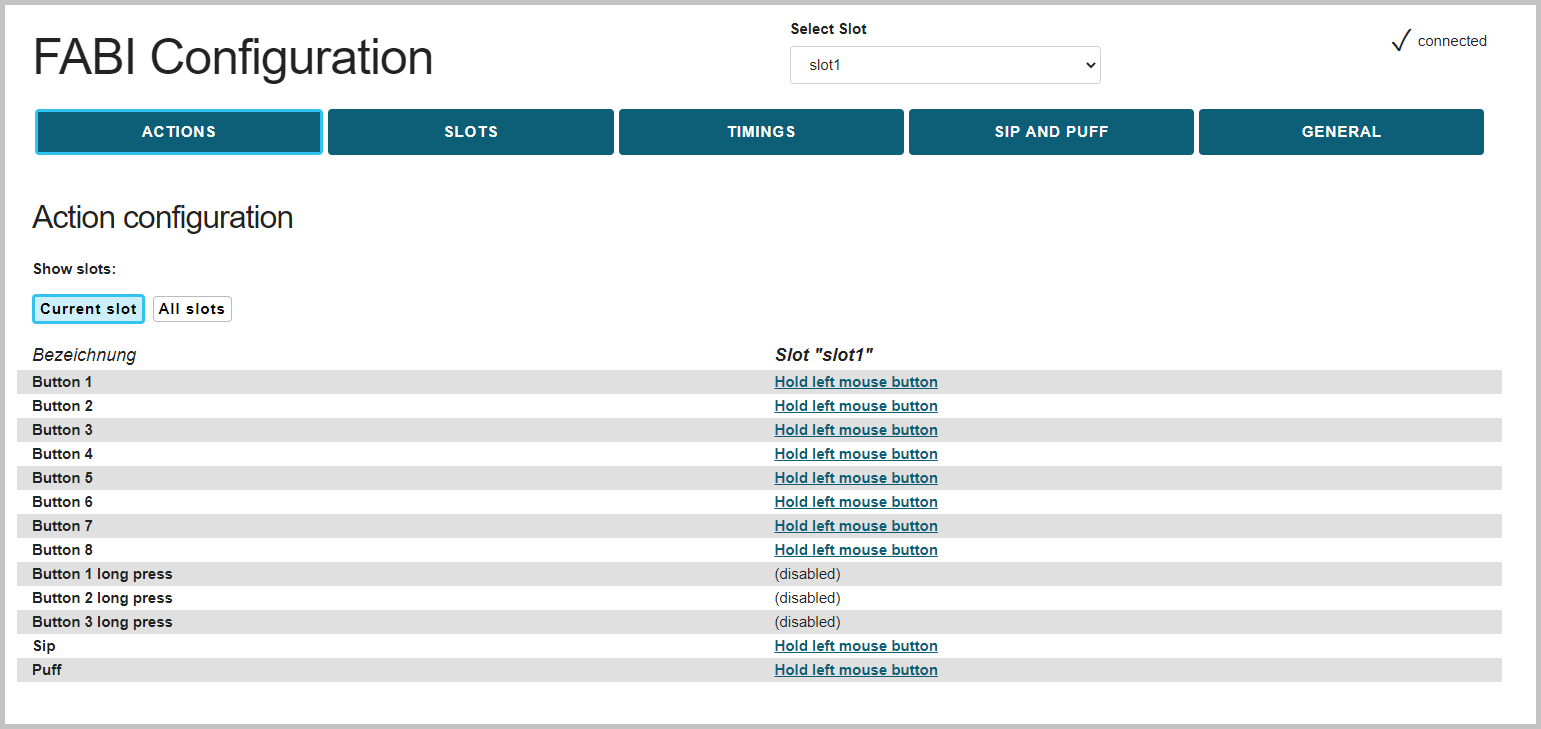 FABI Configuration
Select Slot
slot1
connected
ACTIONS SLOTS TIMINGS SIP AND PUFF GENERAL
Action configuration
Show slots:
Current slot All slots
Bezeichnung Slot "slot1"
Button 1 Hold left mouse button
Button 2 Hold left mouse button
Button 3 Hold left mouse button
Button 4 Hold left mouse button
Button 5 Hold left mouse button
Button 6 Hold left mouse button
Button 7 Hold left mouse button
Button 8 Hold left mouse button
Button 1 long press (disabled)
Button 2 long press (disabled)
Button 3 long press (disabled)
Sip Hold left mouse button
Puff Hold left mouse button